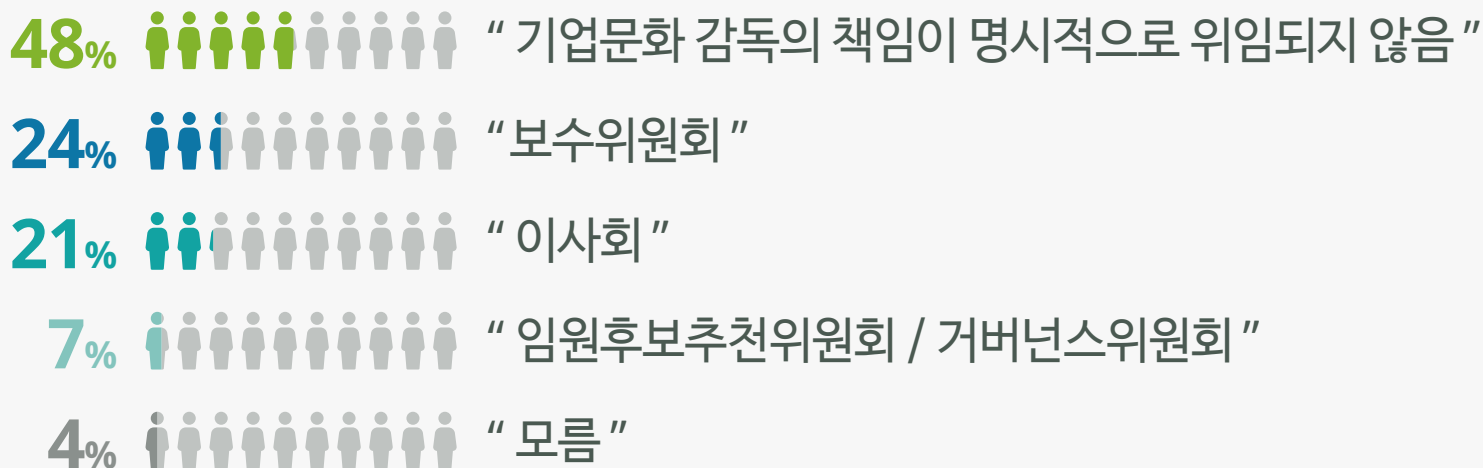 48% “ 기업문화 감독의 책임이 명시적으로 위임되지 않음 ”
24% “ 보수위원회 ”
21% “ 이사회 ”
7% “ 임원후보추천위원회 / 거버넌스위원회 ”
4% “ 모름 ”